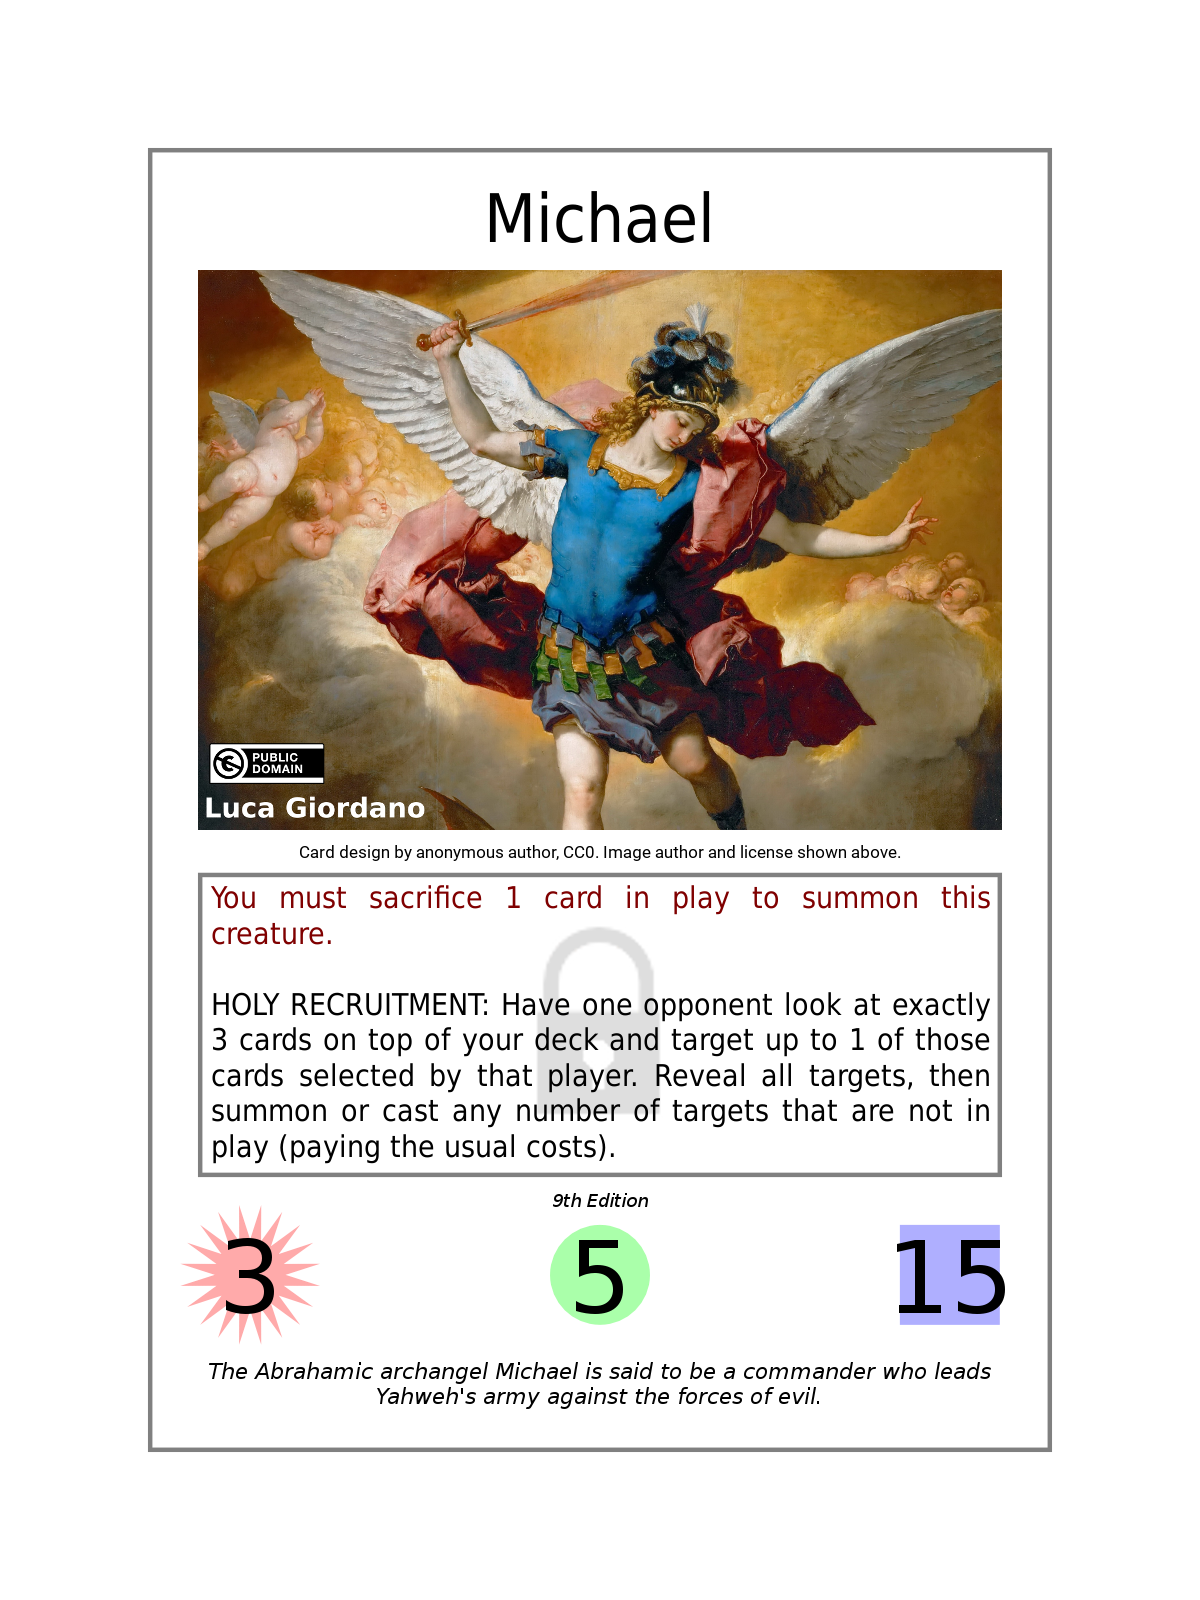 Michael
PUBLIC
DOMAIN
Luca Giordano
Card design by anonymous author, CC0. Image author and license shown above.
You must sacrifice 1 card in play to summon this
creature.
HOLY RECRUITMENT: Have one opponent look at exactly
3 cards on top of your deck and target up to 1 of those
cards selected by that player. Reveal all targets, then
summon or cast any number of targets that are not in
play (paying the usual costs).
9th Edition
3 5 15
The Abrahamic archangel Michael is said to be a commander who leads
Yahweh's army against the forces of evil.